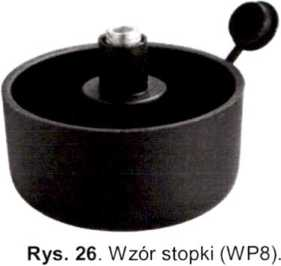 Rys. 26. Wzór stopki (WP8).